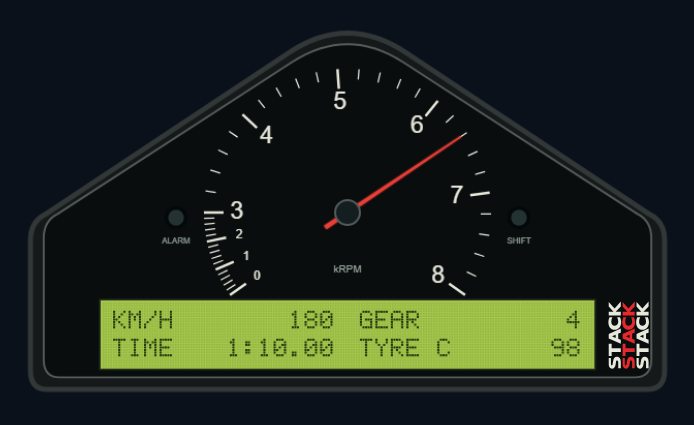 5
6
4
7
3
2
1
0
8
ALARM
SHIFT
kRPM
KM/H 180 GEAR 4
TIME 1:10.00 TYRE C 98
STACK
STACK
STACK